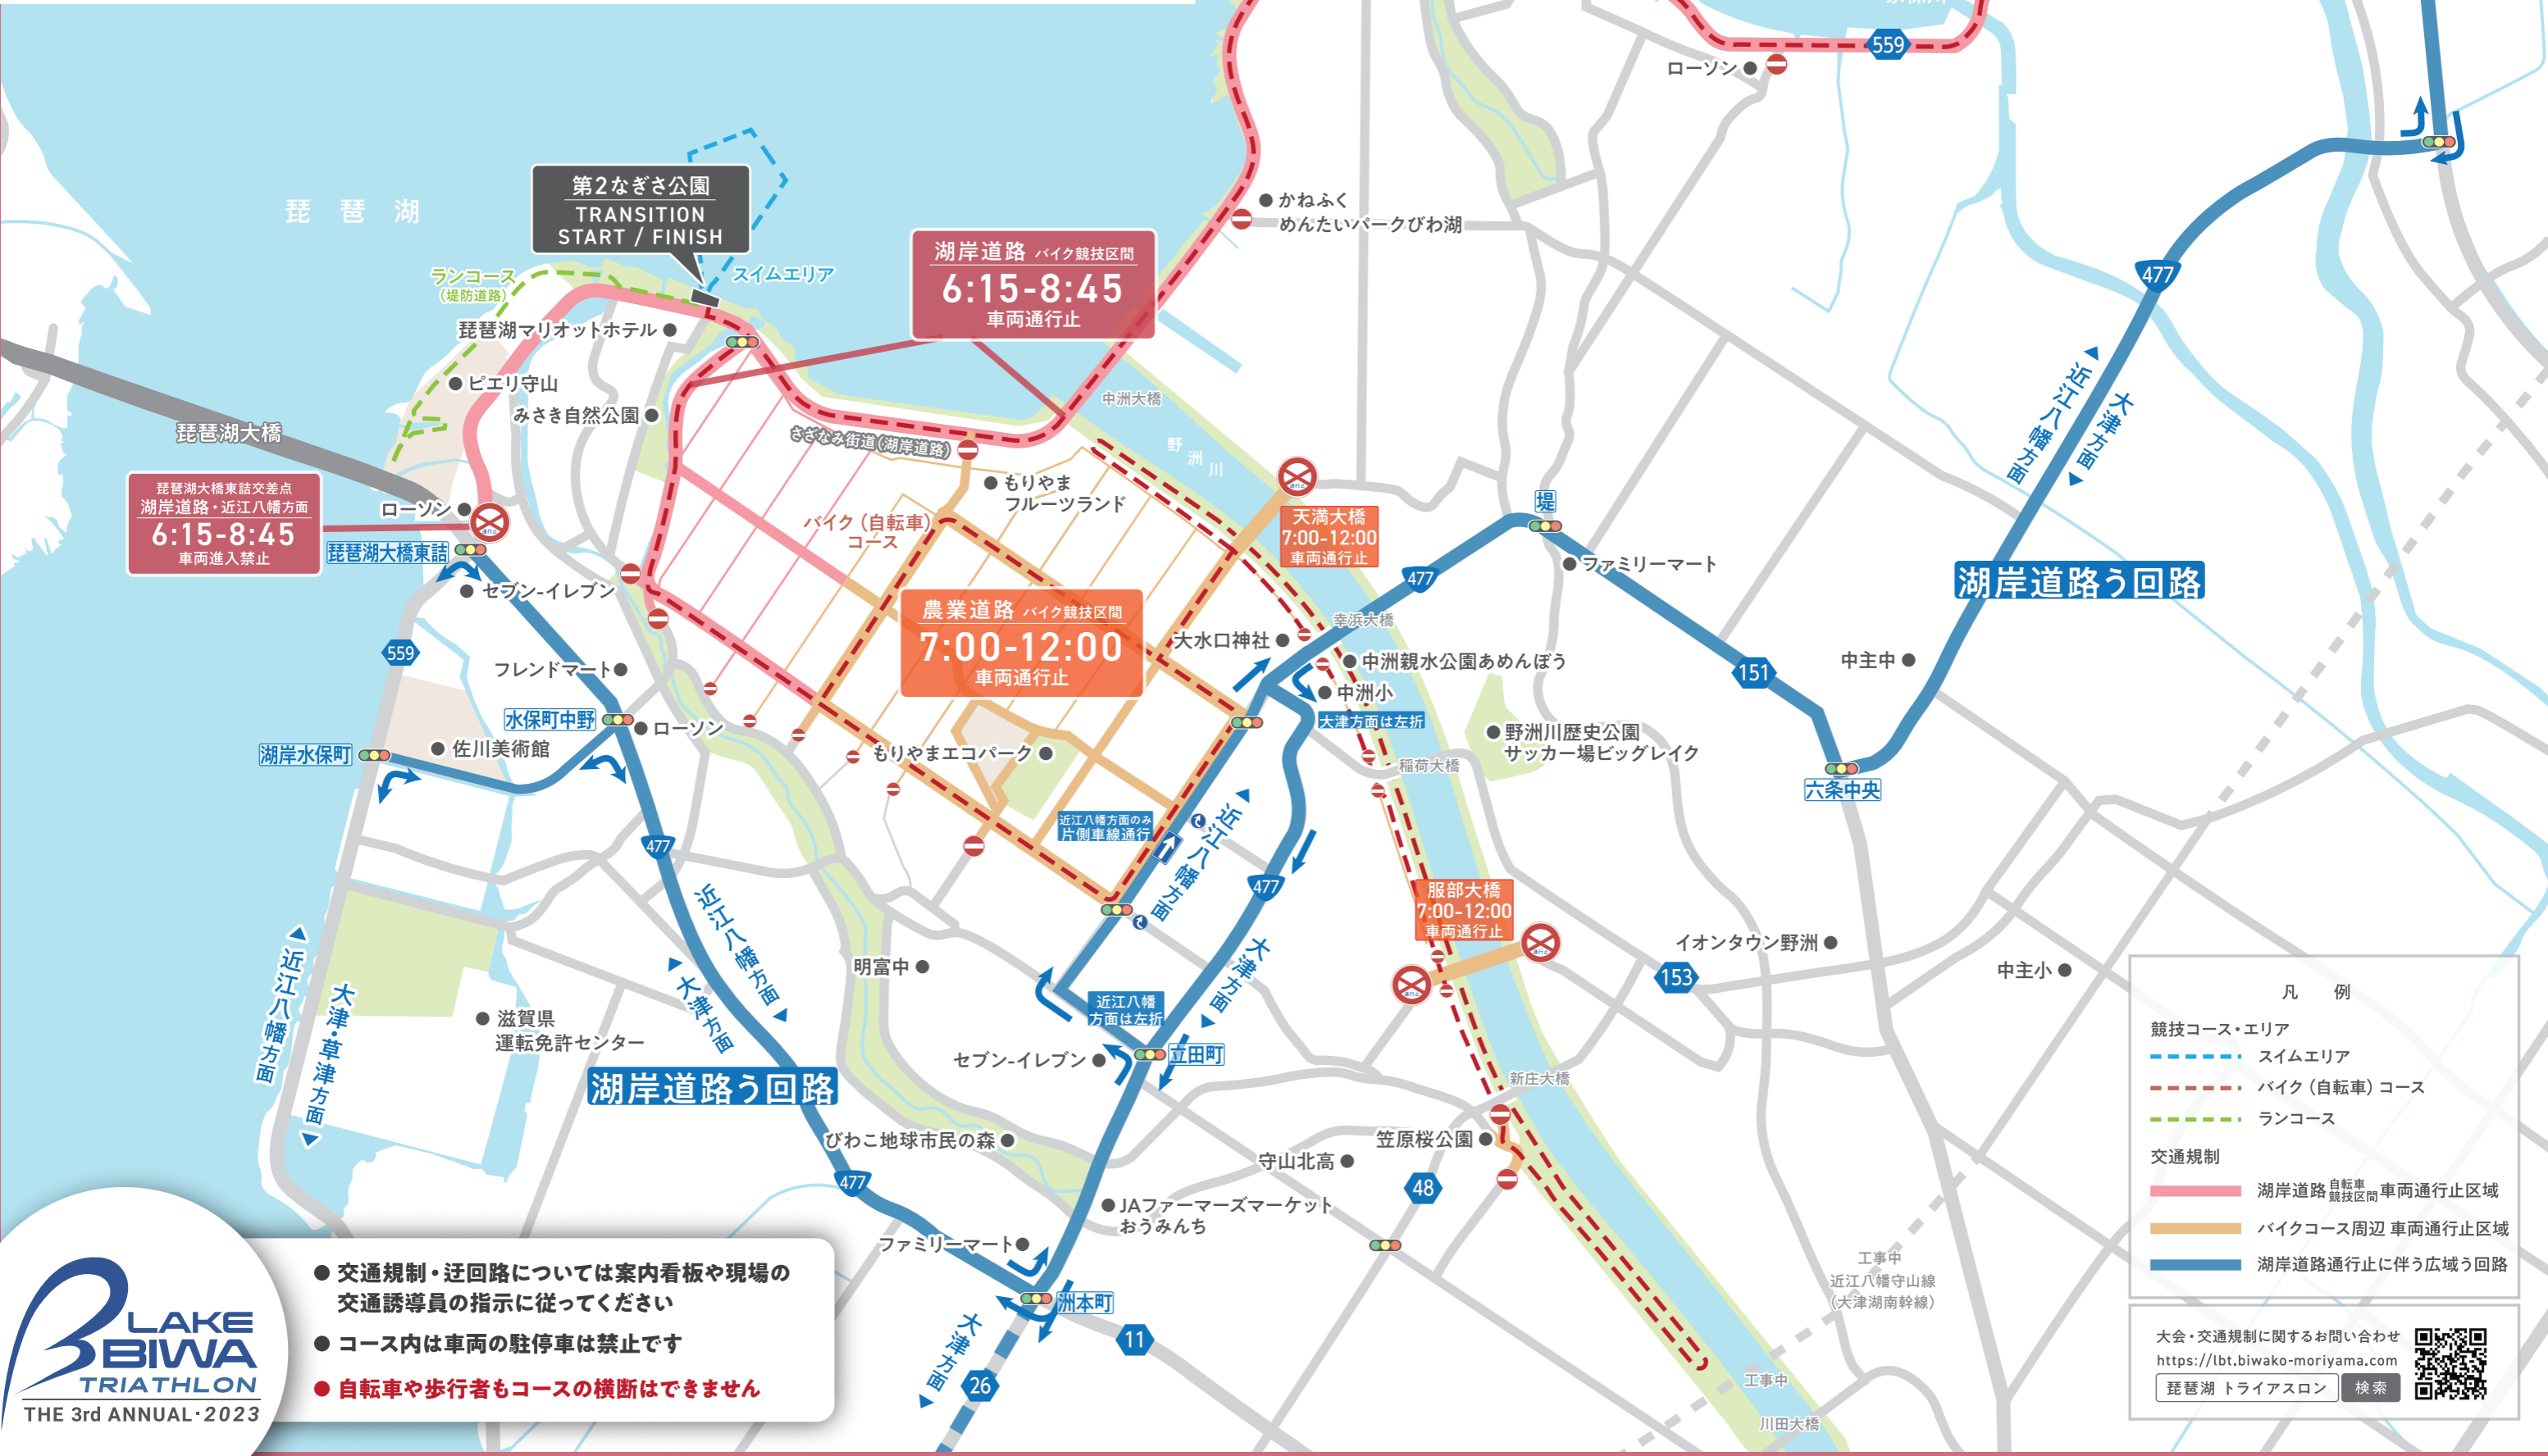 559
ローソン
琵琶湖
第2なぎさ公園
TRANSITION
START / FINISH
スイムエリア
ランコース
(堤防道路)
琵琶湖マリオットホテル
ピエリ守山
みさき自然公園
琵琶湖大橋
湖岸道路 バイク競技区間
6:15-8:45
車両通行止
かねふく
めんたいパークびわ湖
477
近江八幡方面
大津方面
中洲大橋
野洲川
さざなみ街道(湖岸道路)
もりやま
フルーツランド
バイク(自転車)
コース
琵琶湖大橋東詰交差点
湖岸道路・近江八幡方面
6:15-8:45
車両進入禁止
ローソン
琵琶湖大橋東詰
セブン-イレブン
天満大橋
7:00-12:00
車両通行止
堤
ファミリーマート
477
幸浜大橋
湖岸道路う回路
農業道路 バイク競技区間
7:00-12:00
車両通行止
大水口神社
中洲親水公園あめんぼう
中洲小
大津方面は左折
151
中主中
559
フレンドマート
水保町中野
ローソン
佐川美術館
湖岸水保町
もりやまエコパーク
野洲川歴史公園
サッカー場ビッグレイク
稲荷大橋
六条中央
近江八幡方面のみ
片側車線通行
近江八幡方面
477
477
近江八幡方面
大津方面
大津方面
服部大橋
7:00-12:00
車両通行止
イオンタウン野洲
153
中主小
明富中
近江八幡方面
大津・草津方面
滋賀県
運転免許センター
近江八幡
方面は左折
セブン-イレブン
立田町
湖岸道路う回路
新庄大橋
びわこ地球市民の森
笠原桜公園
守山北高
48
477
JAファーマーズマーケット
おうみんち
ファミリーマート
洲本町
11
大津方面
26
工事中
近江八幡守山線
(大津湖南幹線)
工事中
川田大橋
凡 例
競技コース・エリア
スイムエリア
バイク(自転車)コース
ランコース
交通規制
湖岸道路 自転車競技区間 車両通行止区域
バイクコース周辺 車両通行止区域
湖岸道路通行止に伴う広域う回路
大会・交通規制に関するお問い合わせ
https://lbt.biwako-moriyama.com
琵琶湖 トライアスロン 検索
● 交通規制・迂回路については案内看板や現場の
交通誘導員の指示に従ってください
● コース内は車両の駐停車は禁止です
● 自転車や歩行者もコースの横断はできません
LAKE
BIWA
TRIATHLON
THE 3rd ANNUAL・2023